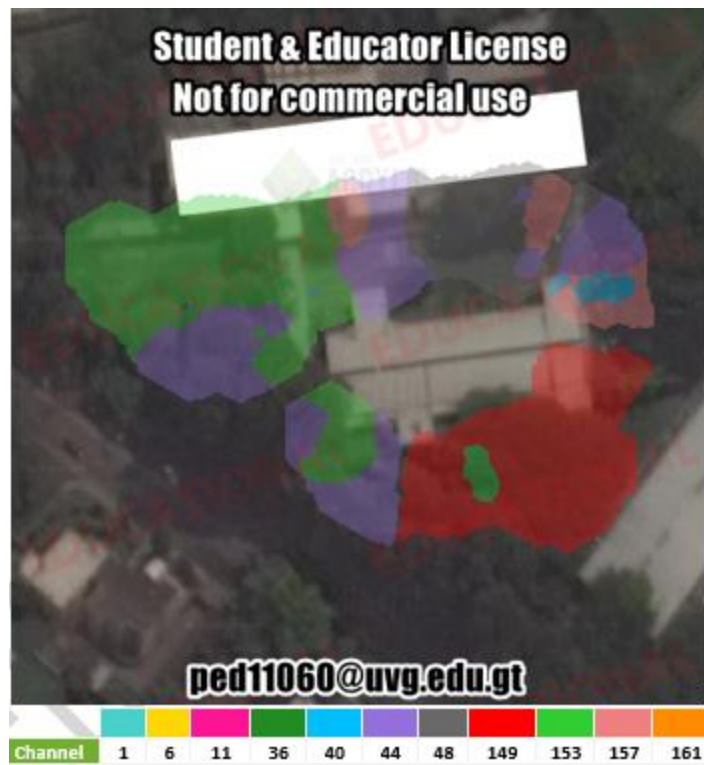 Student & Educator License
Not for commercial use
ped11060@uvg.edu.gt
Channel 1 6 11 36 40 44 48 149 153 157 161